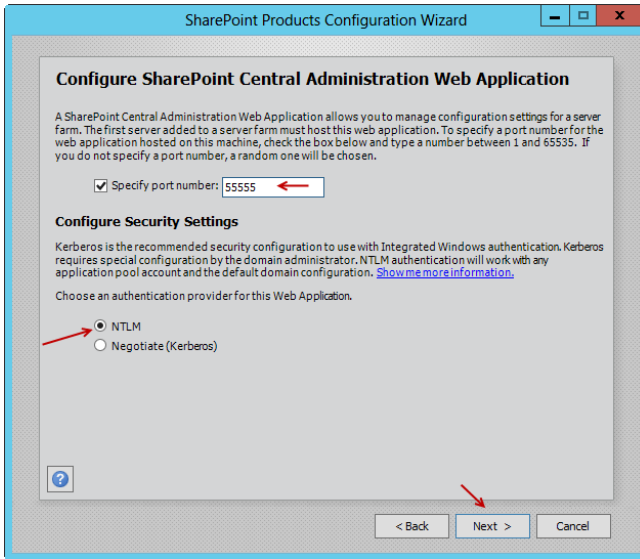 SharePoint Products Configuration Wizard
Configure SharePoint Central Administration Web Application
A SharePoint Central Administration Web Application allows you to manage configuration settings for a server
farm. The first server added to a server farm must host this web application. To specify a port number for the
web application hosted on this machine, check the box below and type a number between 1 and 65535. If
you do not specify a port number, a random one will be chosen.
Specify port number: 55555
Configure Security Settings
Kerberos is the recommended security configuration to use with Integrated Windows authentication. Kerberos
requires special configuration by the domain administrator. NTLM authentication will work with any
application pool account and the default domain configuration. Show me more information.
Choose an authentication provider for this Web Application.
NTLM
Negotiate (Kerberos)
< Back Next > Cancel